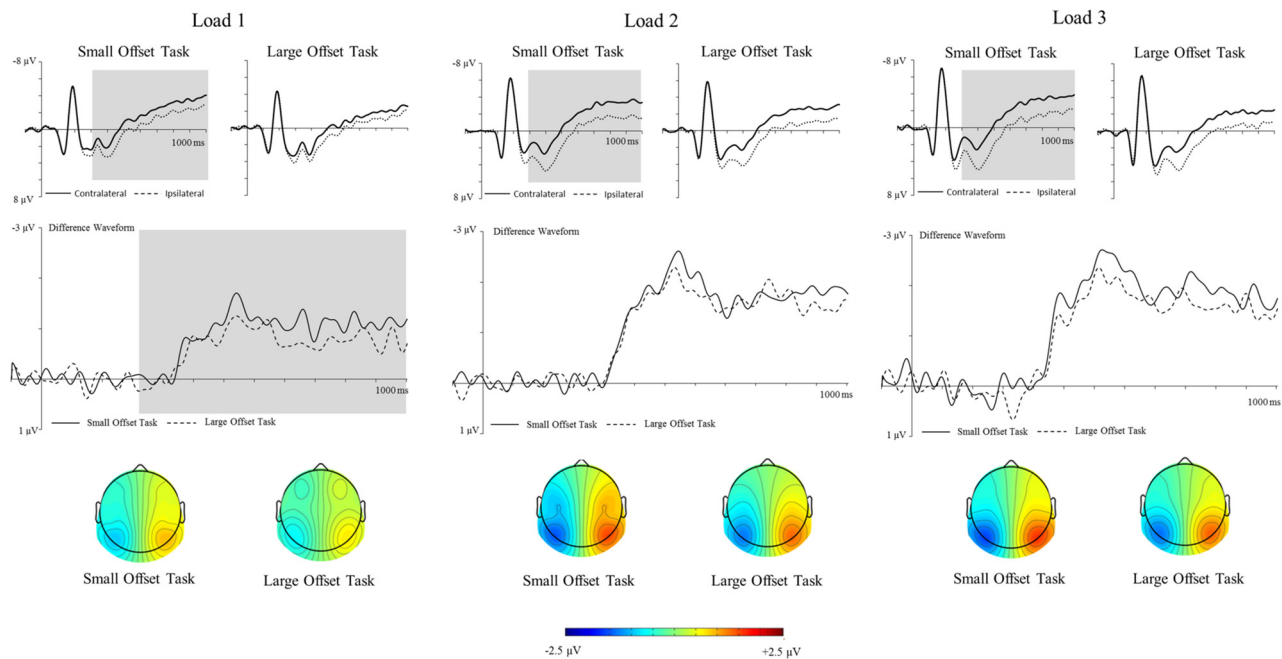 Load 1
Load 2
Load 3
Small Offset Task
Large Offset Task
Small Offset Task
Large Offset Task
Small Offset Task
Large Offset Task
-8 µV
-8 µV
-8 µV
1000 ms
1000 ms
1000 ms
Contralateral
Ipsilateral
Contralateral
Ipsilateral
Contralateral
Ipsilateral
8 µV
8 µV
8 µV
-3 µV
Difference Waveform
-3 µV
Difference Waveform
-3 µV
Difference Waveform
1000 ms
1000 ms
1000 ms
1 µV
Small Offset Task
Large Offset Task
1 µV
Small Offset Task
Large Offset Task
1 µV
Small Offset Task
Large Offset Task
Small Offset Task
Large Offset Task
Small Offset Task
Large Offset Task
Small Offset Task
Large Offset Task
-2.5 µV
+2.5 µV